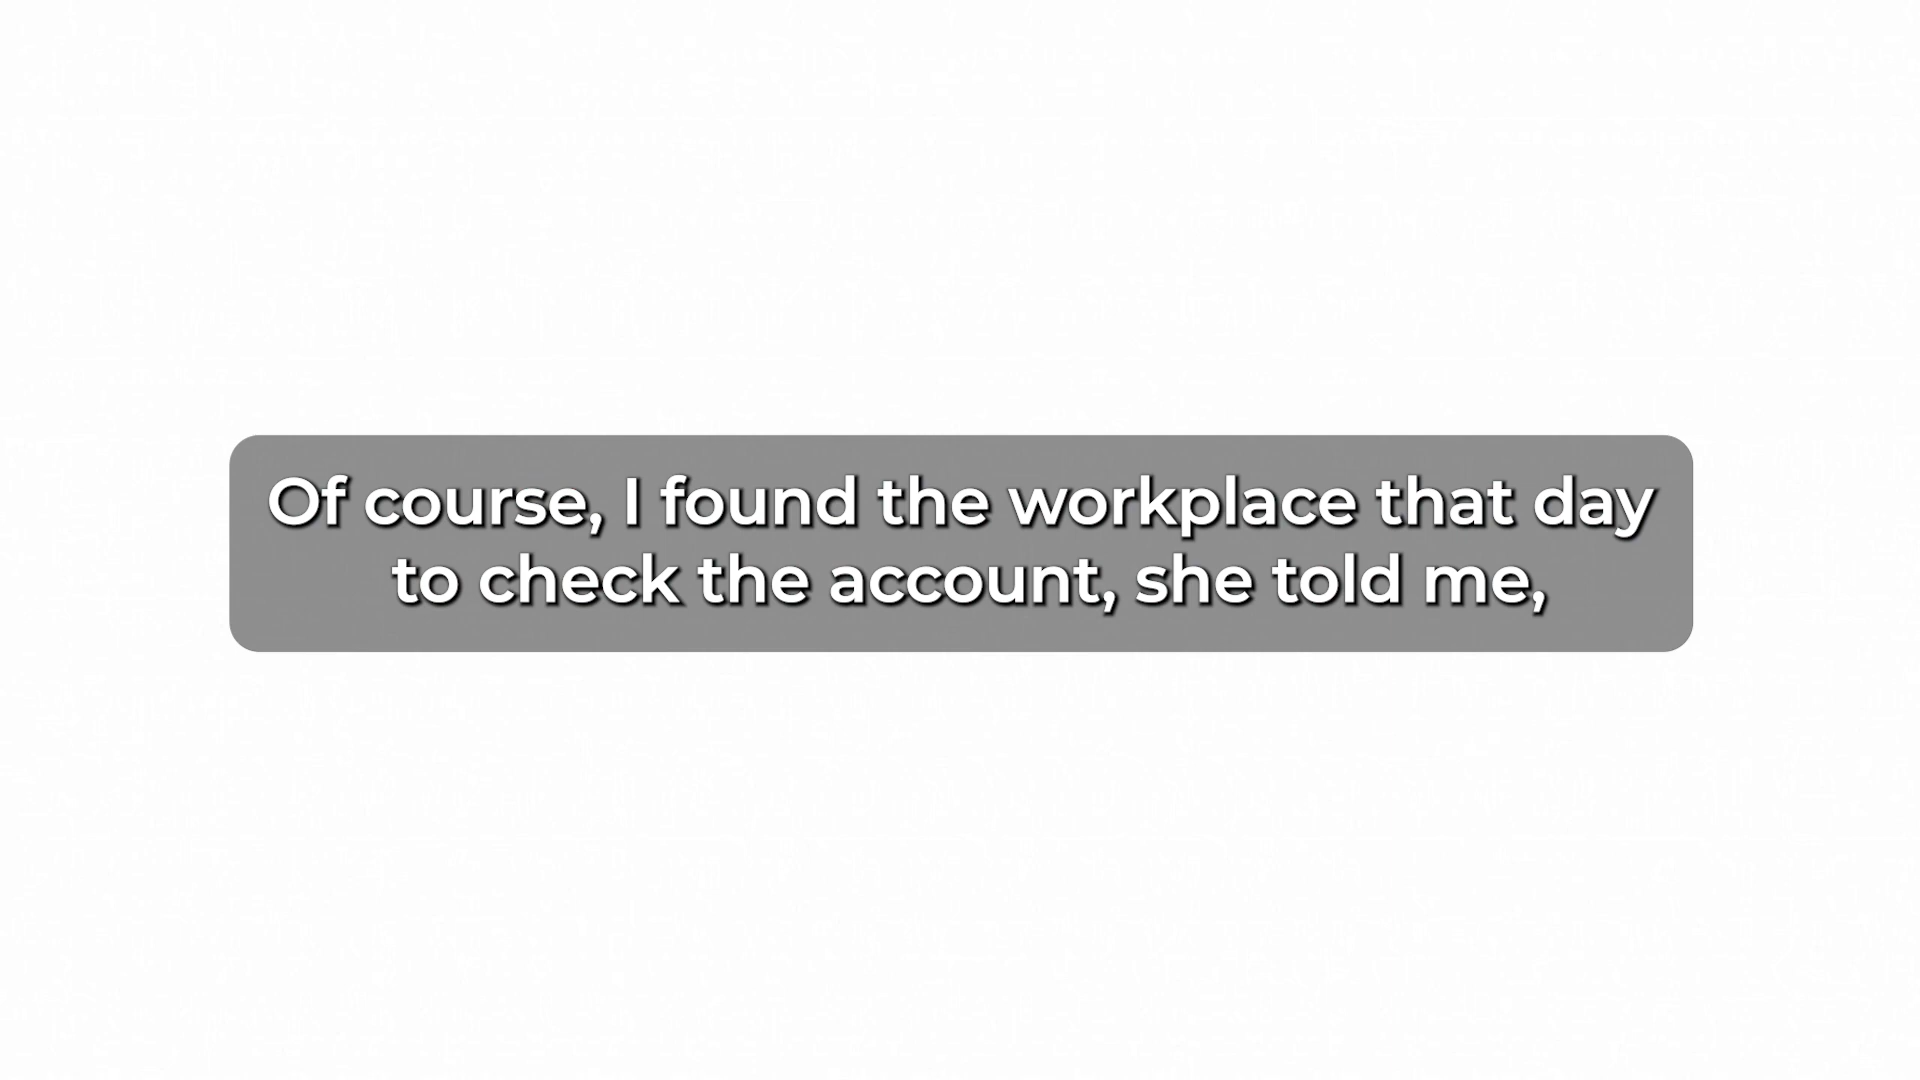 Of course, I found the workplace that day
to check the account, she told me,